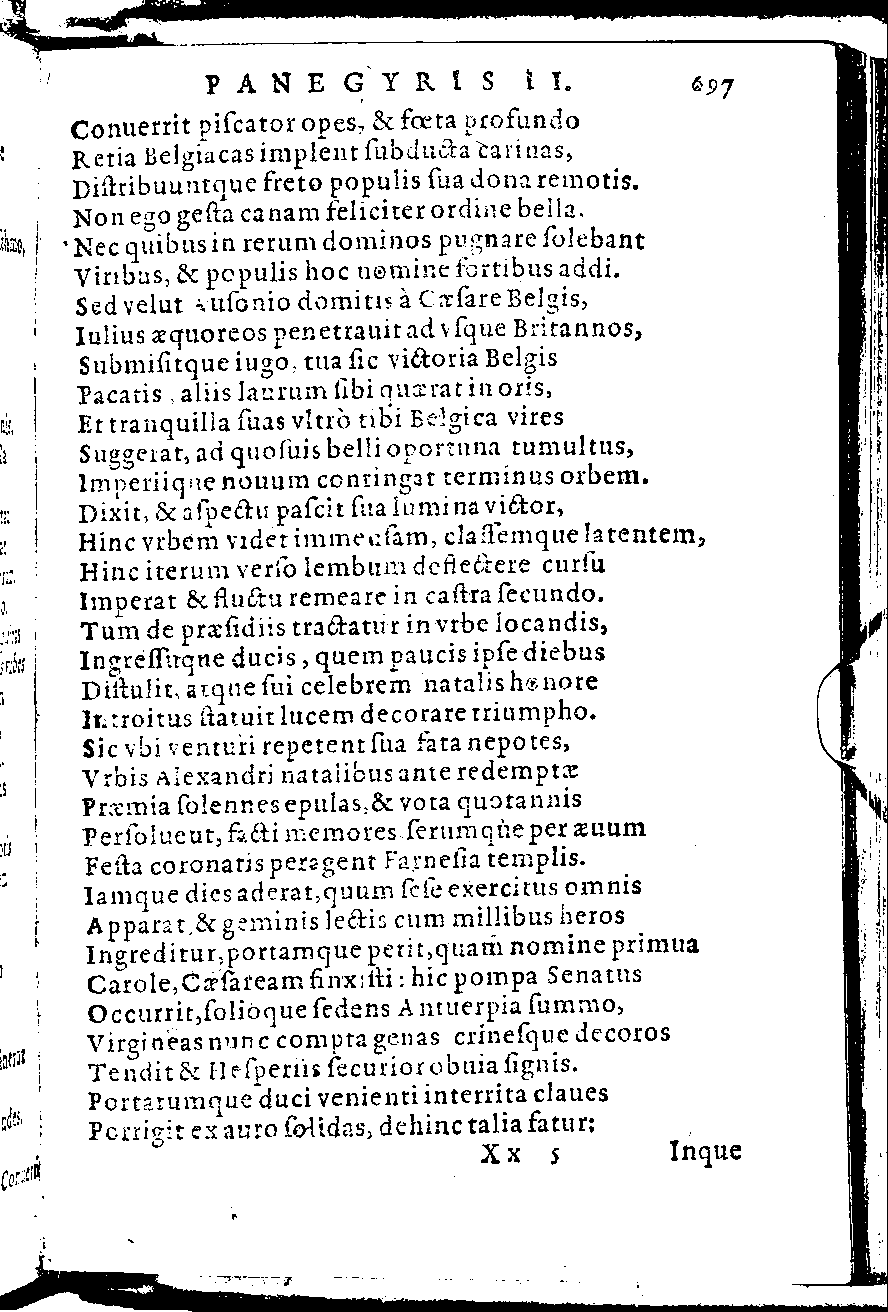 PANEGYRIS II. 697
Conuerrit piſcator opes, & fœta profundo
Retia Belgiacas implent ſubducta carinas,
Diſtribuuntque freto populis ſua dona remotis.
Non ego geſta canam feliciter ordine bella.
Nec quibus in rerum dominos pugnare ſolebant
Viribus, & populis hoc nomine fortibus addi.
Sed velut Auſonio domitis à Cæſare Belgis,
Iulius æquoreos penetrauit ad vſque Britannos,
Submiſitque iugo, tua ſic victoria Belgis
Pacatis, aliis laurum ſibi quærat in oris,
Et tranquilla ſuas vltrò tibi Belgica vires
Suggerat, ad quoſuis belli oportuna tumultus,
Imperiique nouum contingat terminus orbem.
Dixit, & aſpectu paſcit ſua lumina victor,
Hinc vrbem videt immenſam, claſſemque latentem,
Hinc iterum verſo lembum deflectere curſu
Imperat & fluctu remeare in caſtra ſecundo.
Tum de præſidiis tractatur in vrbe locandis,
Ingreſſuque ducis, quem paucis ipſe diebus
Diſtulit, atque ſui celebrem natalis honore
Introitus ſtatuit lucem decorare triumpho.
Sic vbi venturi repetent ſua fata nepotes,
Vrbis Alexandri natalibus ante redemptæ
Præmia ſolennes epulas, & vota quotannis
Perſoluent, facti memores ſerumque per æuum
Feſta coronatis peragent Farneſia templis.
Iamque dies aderat, quum ſeſe exercitus omnis
Apparat, & geminis lectis cum millibus heros
Ingreditur, portamque petit, quam nomine primus
Carole, Cæſaream finxiſti: hic pompa Senatus
Occurrit, ſolioque ſedens Antuerpia ſummo,
Virgineas nunc compta genas crineſque decoros
Tendit & Heſperiis ſecurior obuia ſignis.
Portarumque duci venienti interrita claues
Porrigit ex auro ſolidas, dehinc talia fatur:
Xx 5 Inque